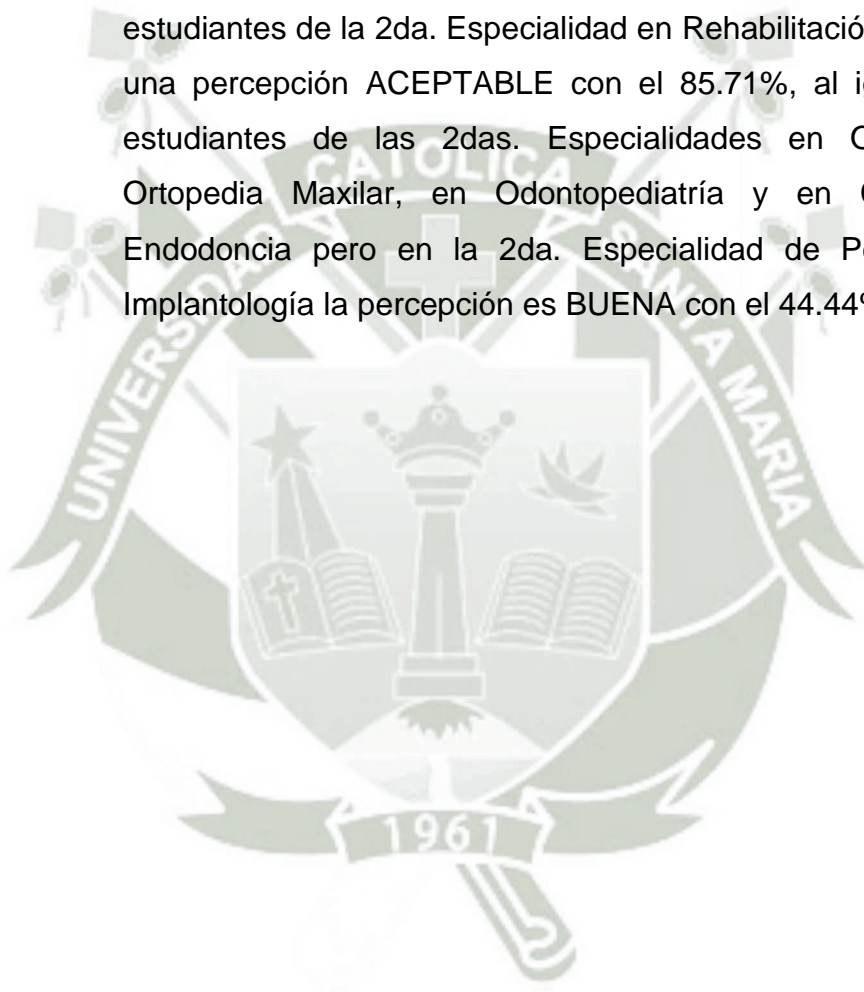 estudiantes de la 2da. Especialidad en Rehabilitació
una percepción ACEPTABLE con el 85.71%, al
estudiantes de las 2das. Especialidades en
Ortopedia Maxilar, en Odontopediatría y en
Endodoncia pero en la 2da. Especialidad de
Implantología la percepción es BUENA con el 44.44%
UNIVERSIDAD CATOLICA SANTA MARIA
1961